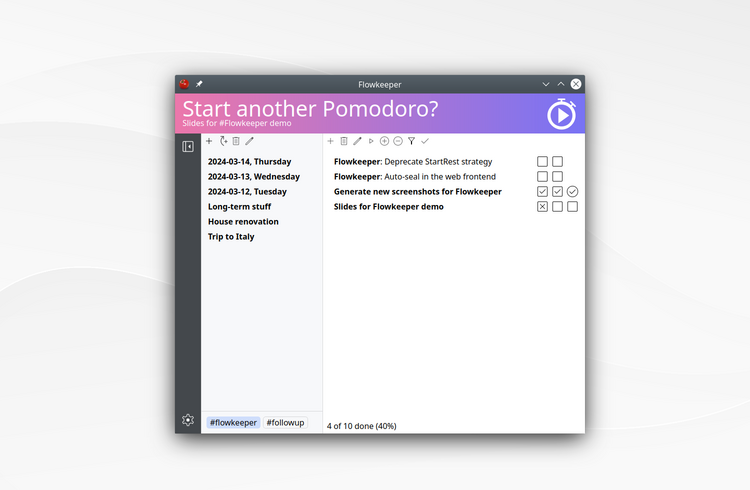 Flowkeeper
Start another Pomodoro?
Slides for #Flowkeeper demo
2024-03-14, Thursday
2024-03-13, Wednesday
2024-03-12, Tuesday
Long-term stuff
House renovation
Trip to Italy
#flowkeeper #followup
Flowkeeper: Deprecate StartRest strategy
Flowkeeper: Auto-seal in the web frontend
Generate new screenshots for Flowkeeper
Slides for Flowkeeper demo
4 of 10 done (40%)